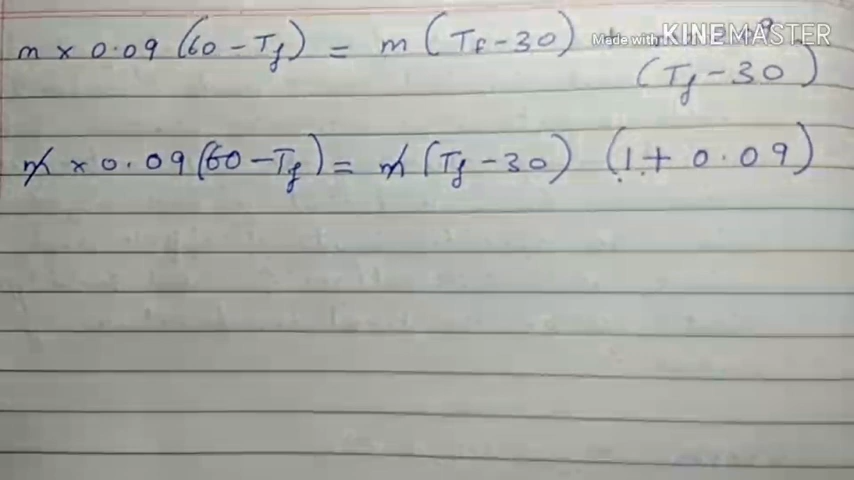 m × 0.09 (60 – Tf) = m (Tf – 30) +
Made with KINEMASTER
(Tf – 30)
m × 0.09 (60 – Tf) = m (Tf – 30) (1 + 0.09)